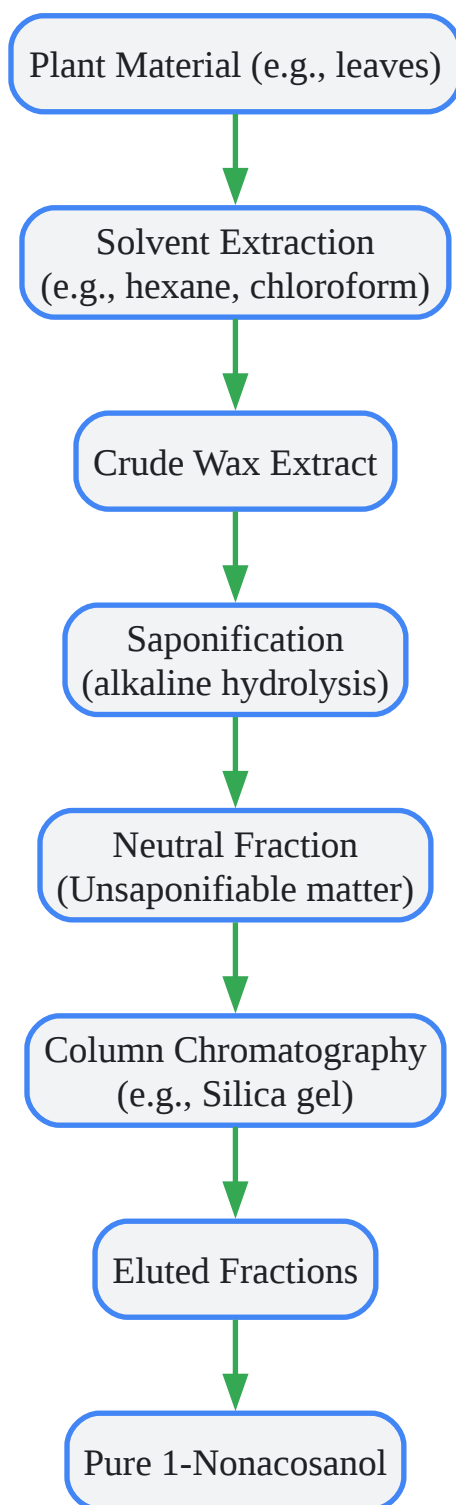 Plant Material (e.g., leaves)
Solvent Extraction
(e.g., hexane, chloroform)
Crude Wax Extract
Saponification
(alkaline hydrolysis)
Neutral Fraction
(Unsaponifiable matter)
Column Chromatography
(e.g., Silica gel)
Eluted Fractions
Pure 1-Nonacosanol